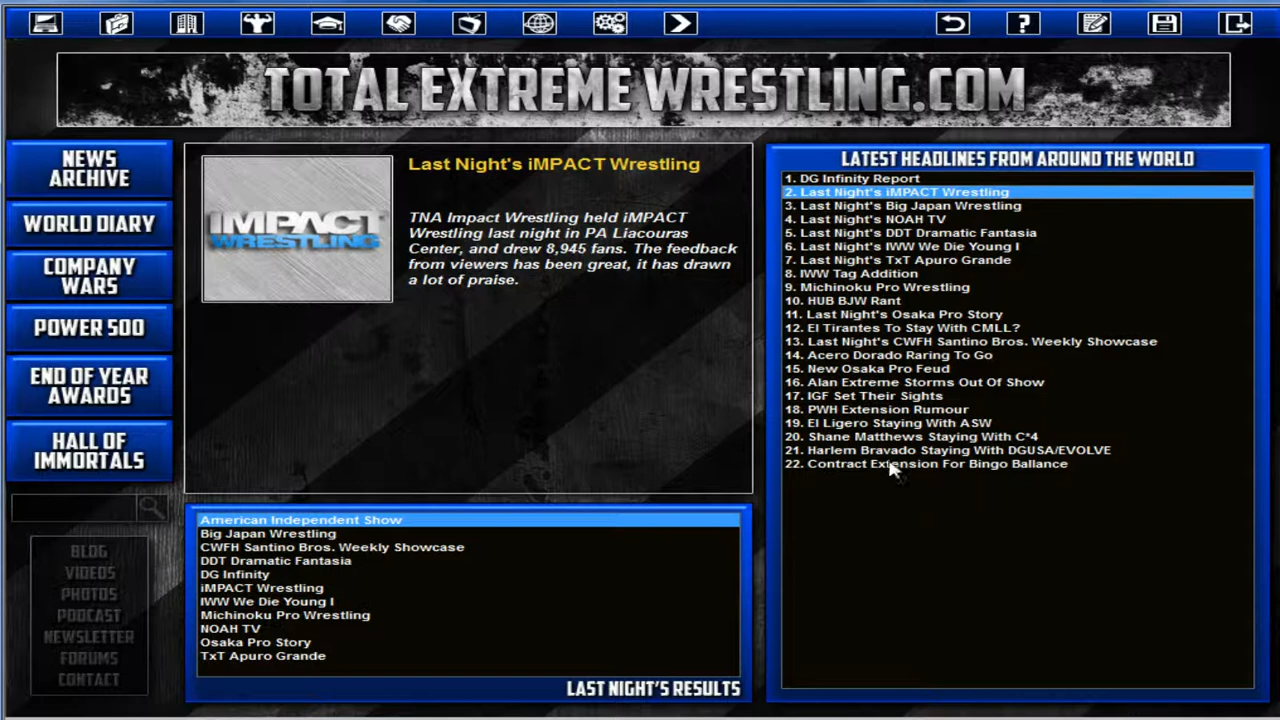 TOTAL EXTREME WRESTLING.COM
NEWS
ARCHIVE
WORLD DIARY
COMPANY
WARS
POWER 500
END OF YEAR
AWARDS
HALL OF
IMMORTALS
BLOG
VIDEOS
PHOTOS
PODCAST
NEWSLETTER
FORUMS
CONTACT
IMPACT
WRESTLING
Last Night's iMPACT Wrestling
TNA Impact Wrestling held iMPACT
Wrestling last night in PA Liacouras
Center, and drew 8,945 fans. The feedback
from viewers has been great, it has drawn
a lot of praise.
American Independent Show
Big Japan Wrestling
CWFH Santino Bros. Weekly Showcase
DDT Dramatic Fantasia
DG Infinity
iMPACT Wrestling
IWW We Die Young I
Michinoku Pro Wrestling
NOAH TV
Osaka Pro Story
TxT Apuro Grande
LAST NIGHT'S RESULTS
LATEST HEADLINES FROM AROUND THE WORLD
1. DG Infinity Report
2. Last Night's iMPACT Wrestling
3. Last Night's Big Japan Wrestling
4. Last Night's NOAH TV
5. Last Night's DDT Dramatic Fantasia
6. Last Night's IWW We Die Young I
7. Last Night's TxT Apuro Grande
8. IWW Tag Addition
9. Michinoku Pro Wrestling
10. HUB BJW Rant
11. Last Night's Osaka Pro Story
12. El Tirantes To Stay With CMLL?
13. Last Night's CWFH Santino Bros. Weekly Showcase
14. Acero Dorado Raring To Go
15. New Osaka Pro Feud
16. Alan Extreme Storms Out Of Show
17. IGF Set Their Sights
18. PWH Extension Rumour
19. El Ligero Staying With ASW
20. Shane Matthews Staying With C*4
21. Harlem Bravado Staying With DGUSA/EVOLVE
22. Contract Extension For Bingo Ballance